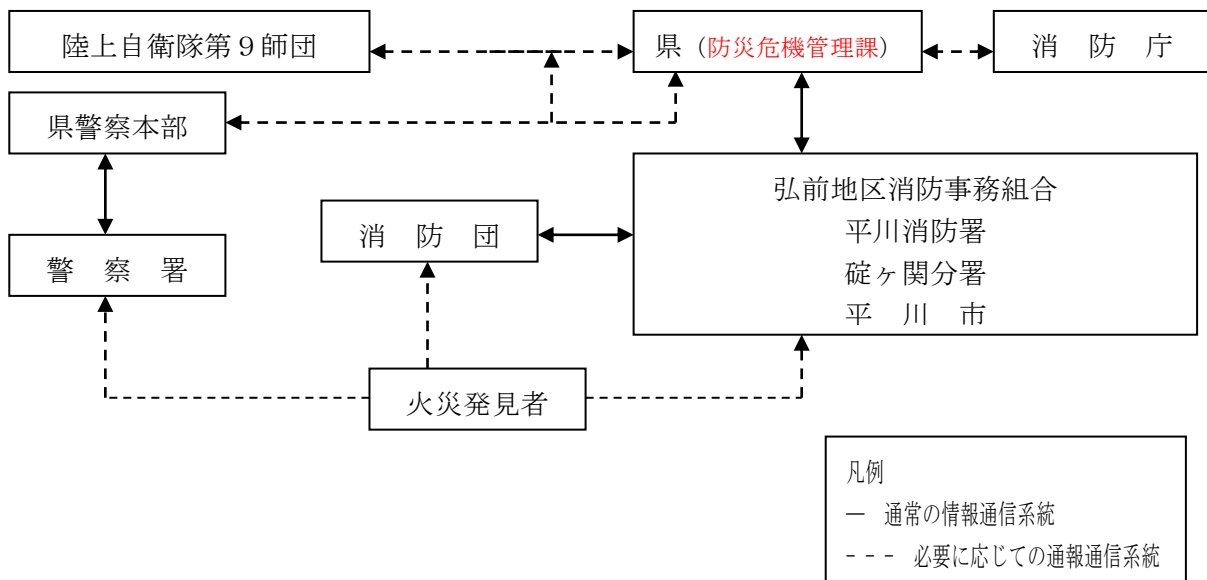 陸上自衛隊第９師団
県（防災危機管理課）
消　防　庁
県警察本部
弘前地区消防事務組合
平川消防署
碇ヶ関分署
平　川　市
消　防　団
警　察　署
火災発見者
凡例
―　通常の情報通信系統
- - -　必要に応じての通報通信系統